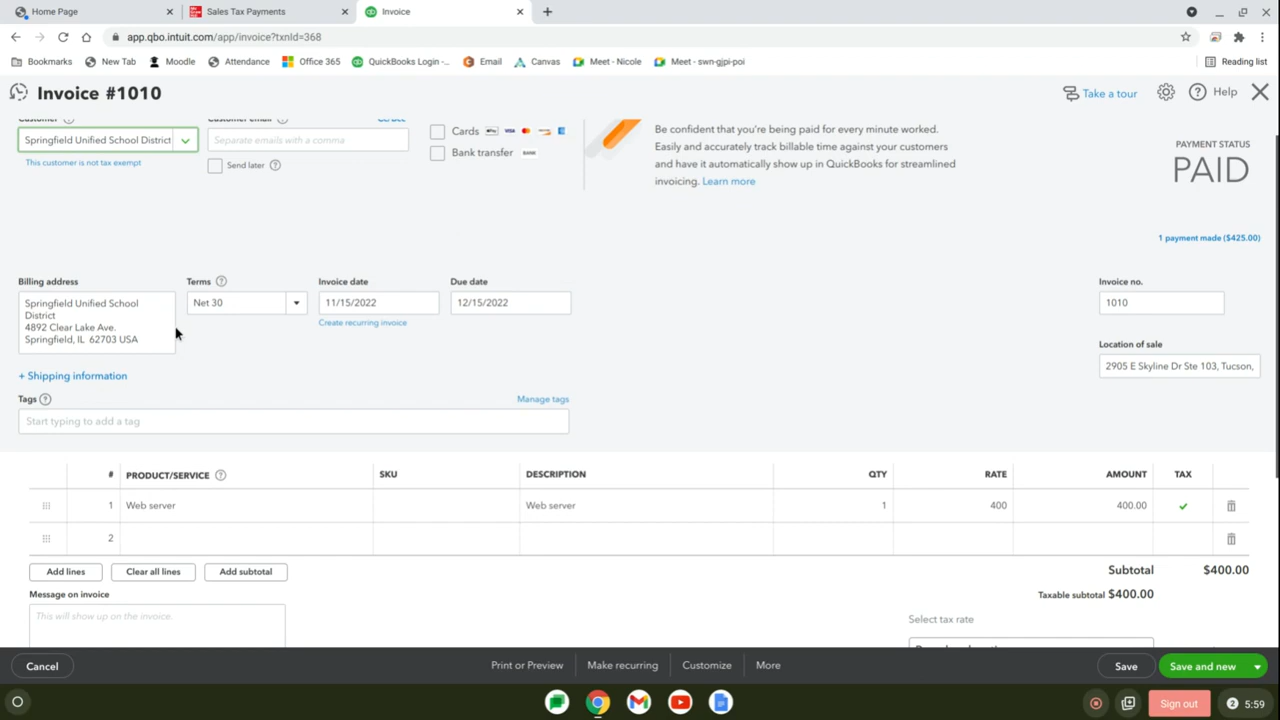 Home Page
Sales Tax Payments
Invoice
app.qbo.intuit.com/app/invoice?txnId=368
Bookmarks
New Tab
Moodle
Attendance
Office 365
QuickBooks Login -...
Email
Canvas
Meet - Nicole
Meet - swn-gjpi-poi
Reading list
Invoice #1010
Take a tour
Help
Customer
Customer email
Cc/Bcc
Springfield Unified School District
Separate emails with a comma
This customer is not tax exempt
Send later
Cards
Bank transfer
BANK
Be confident that you're being paid for every minute worked.
Easily and accurately track billable time against your customers
and have it automatically show up in QuickBooks for streamlined
invoicing. Learn more
PAYMENT STATUS
PAID
1 payment made ($425.00)
Billing address
Springfield Unified School
District
4892 Clear Lake Ave.
Springfield, IL 62703 USA
Terms
Net 30
Invoice date
11/15/2022
Create recurring invoice
Due date
12/15/2022
Invoice no.
1010
Location of sale
2905 E Skyline Dr Ste 103, Tucson,
+ Shipping information
Tags
Manage tags
Start typing to add a tag
# PRODUCT/SERVICE SKU DESCRIPTION QTY RATE AMOUNT TAX
1 Web server Web server 1 400 400.00
2
Add lines
Clear all lines
Add subtotal
Subtotal $400.00
Message on invoice
Taxable subtotal $400.00
This will show up on the invoice.
Select tax rate
Cancel
Print or Preview
Make recurring
Customize
More
Save
Save and new
Sign out
2 5:59